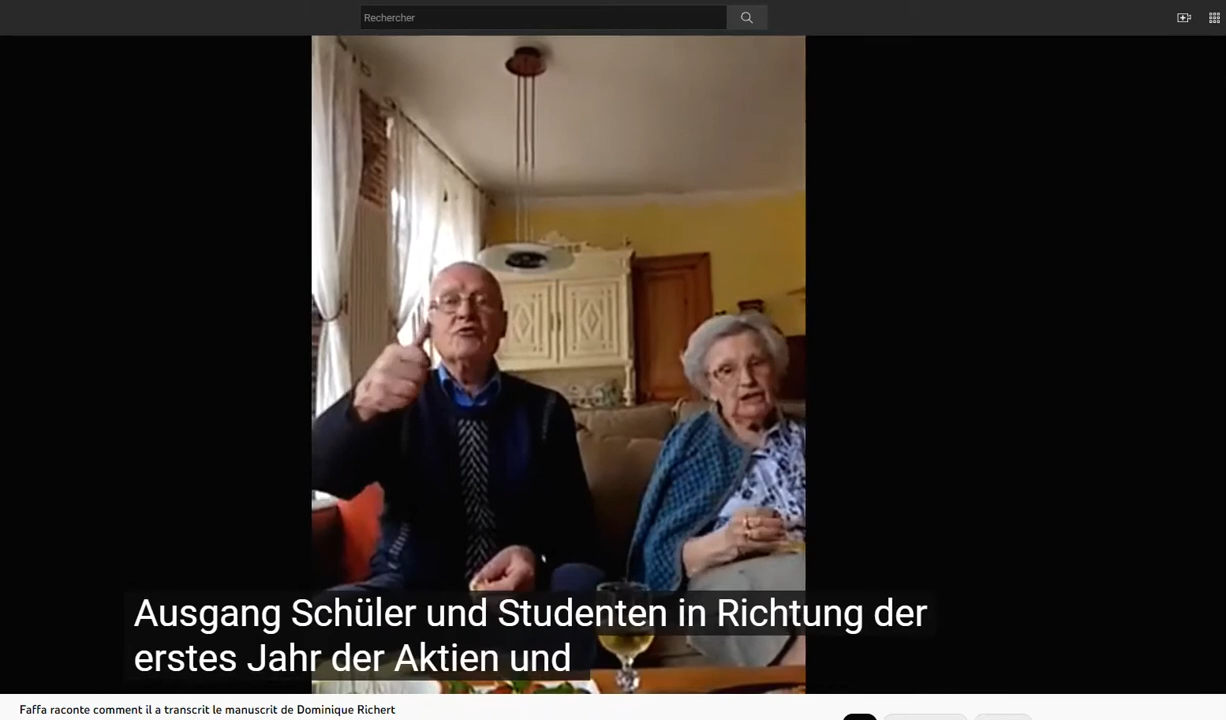 Rechercher
Ausgang Schüler und Studenten in Richtung der
erstes Jahr der Aktien und
Faffa raconte comment il a transcrit le manuscrit de Dominique Richert